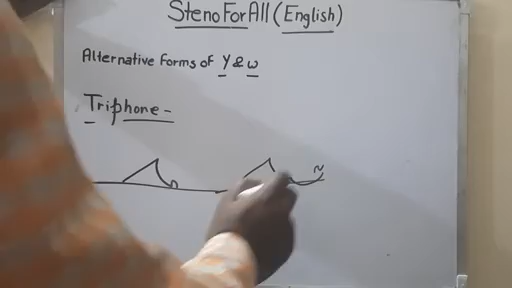 StenoForAll (English)
Alternative Forms of Y & W
Triphone -
N